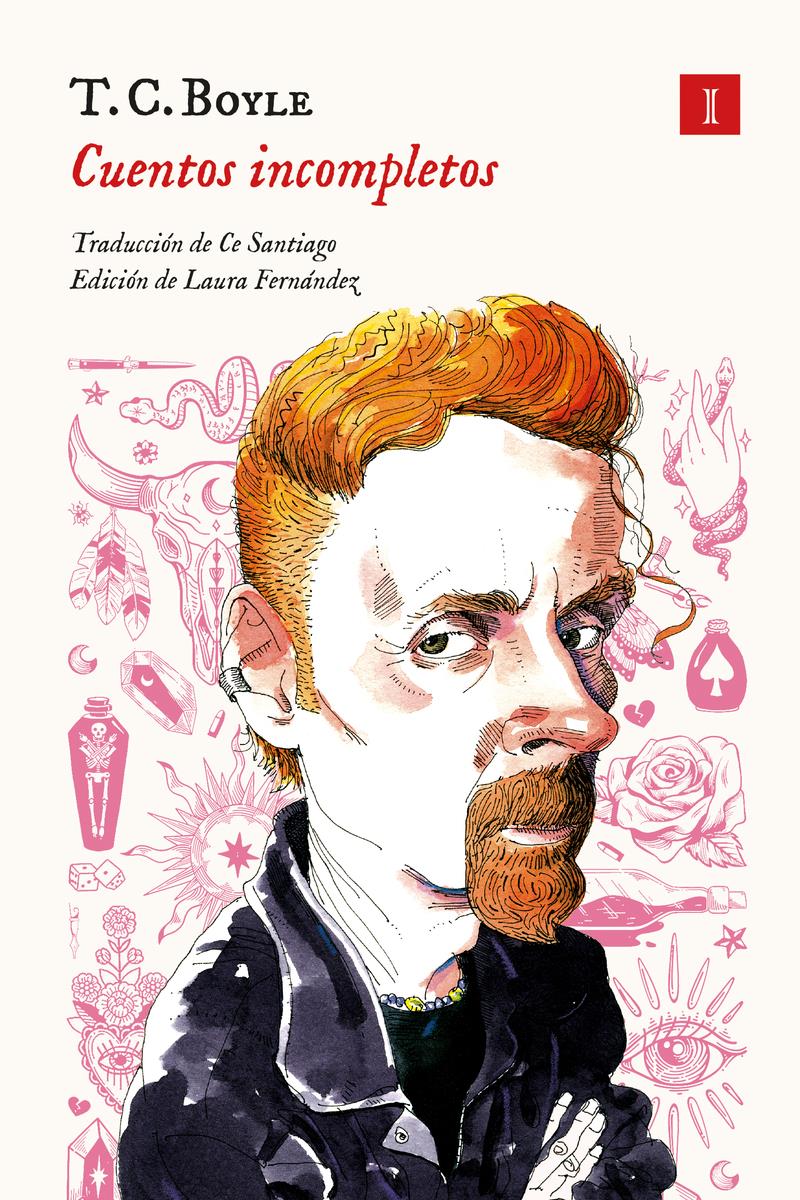 T. C. BOYLE
I
Cuentos incompletos
Traducción de Ce Santiago
Edición de Laura Fernández